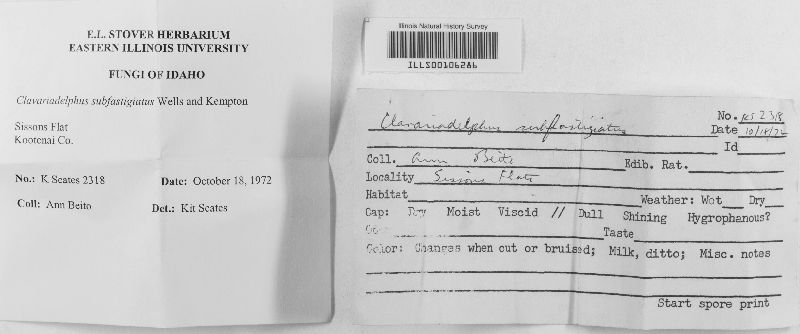 E.L. STOVER HERBARIUM
EASTERN ILLINOIS UNIVERSITY
FUNGI OF IDAHO
Clavariadelphus subfastigiatus Wells and Kempton
Sissons Flat
Kootenai Co.
No.: K Scates 2318
Date: October 18, 1972
Coll: Ann Beito
Det.: Kit Scates
Illinois Natural History Survey
ILLS00106286
No. KS 2318
Clavariadelphus subfastigiatus
Date 10/18/72
Id
Coll. Ann Beito
Edib. Rat.
Locality Sissons Flats
Habitat
Weather: Wet Dry
Cap: Dry Moist Viscid // Dull Shining Hygrophanous?
Taste
Color: Changes when cut or bruised; Milk, ditto; Misc. notes
Start spore print